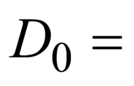 D₀ =